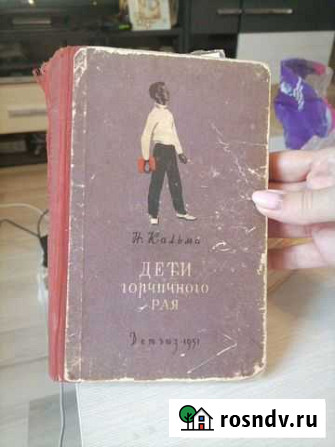 Н. Кальма
ДЕТИ
ГОРЧИЧНОГО
РАЯ
Детгиз-1951
rosndv.ru